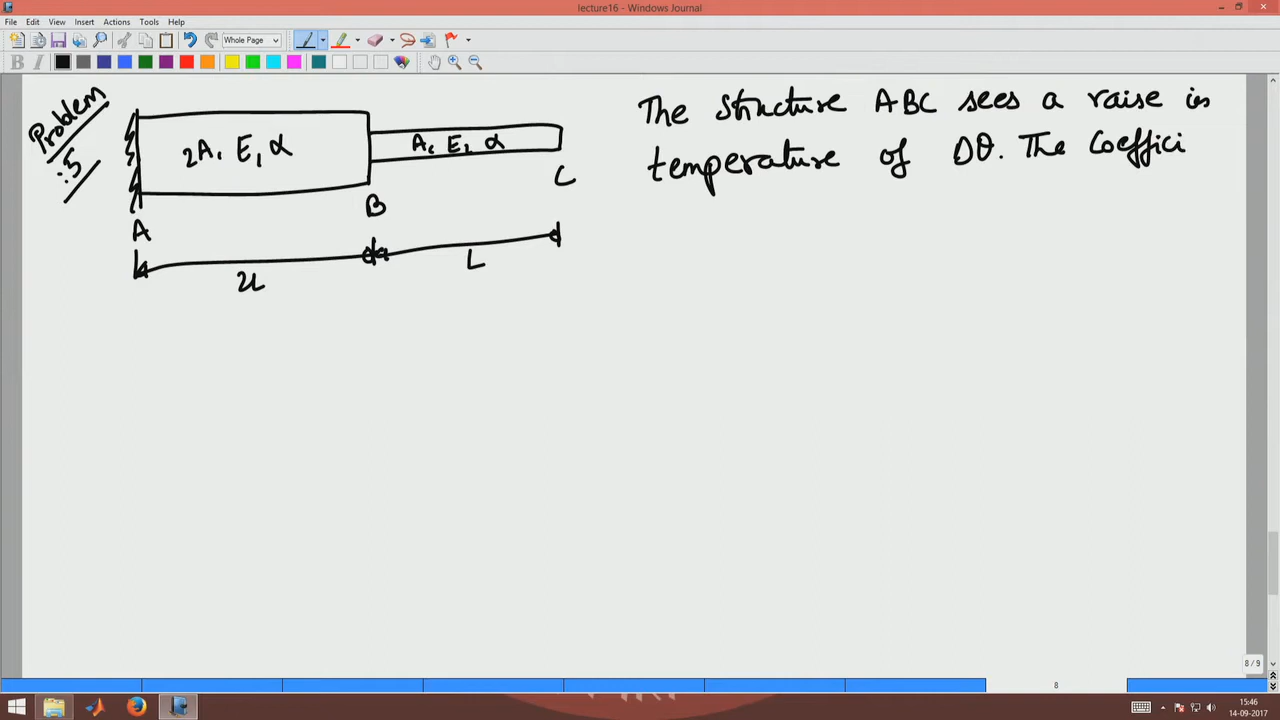 lecture16 - Windows Journal
File Edit View Insert Actions Tools Help
Whole Page
Problem
:5
2A, E, α
A, E, α
A
B
C
2L
L
The structure ABC sees a raise in
temperature of Δθ. The Coeffici
8 / 9
8
15:46
14-09-2017